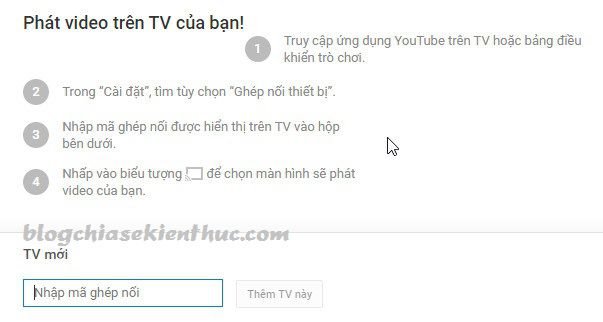 Phát video trên TV của bạn!
1 Truy cập ứng dụng YouTube trên TV hoặc bảng điều
khiển trò chơi.
2 Trong “Cài đặt”, tìm tùy chọn “Ghép nối thiết bị”.
3 Nhập mã ghép nối được hiển thị trên TV vào hộp
bên dưới.
4 Nhấp vào biểu tượng để chọn màn hình sẽ phát
video của bạn.
blogchiasekienthuc.com
TV mới
Nhập mã ghép nối
Thêm TV này